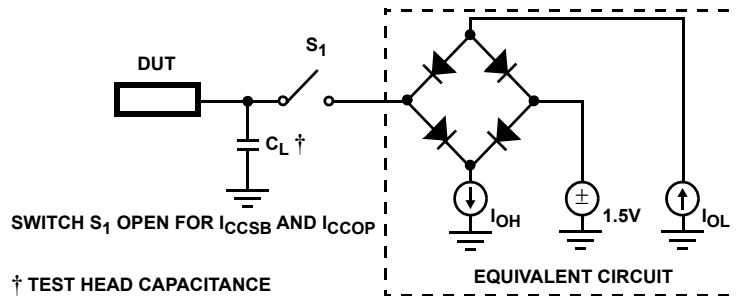 S1
DUT
CL †
IOH
±
1.5V
IOL
SWITCH S1 OPEN FOR ICCSB AND ICCOP
EQUIVALENT CIRCUIT
† TEST HEAD CAPACITANCE